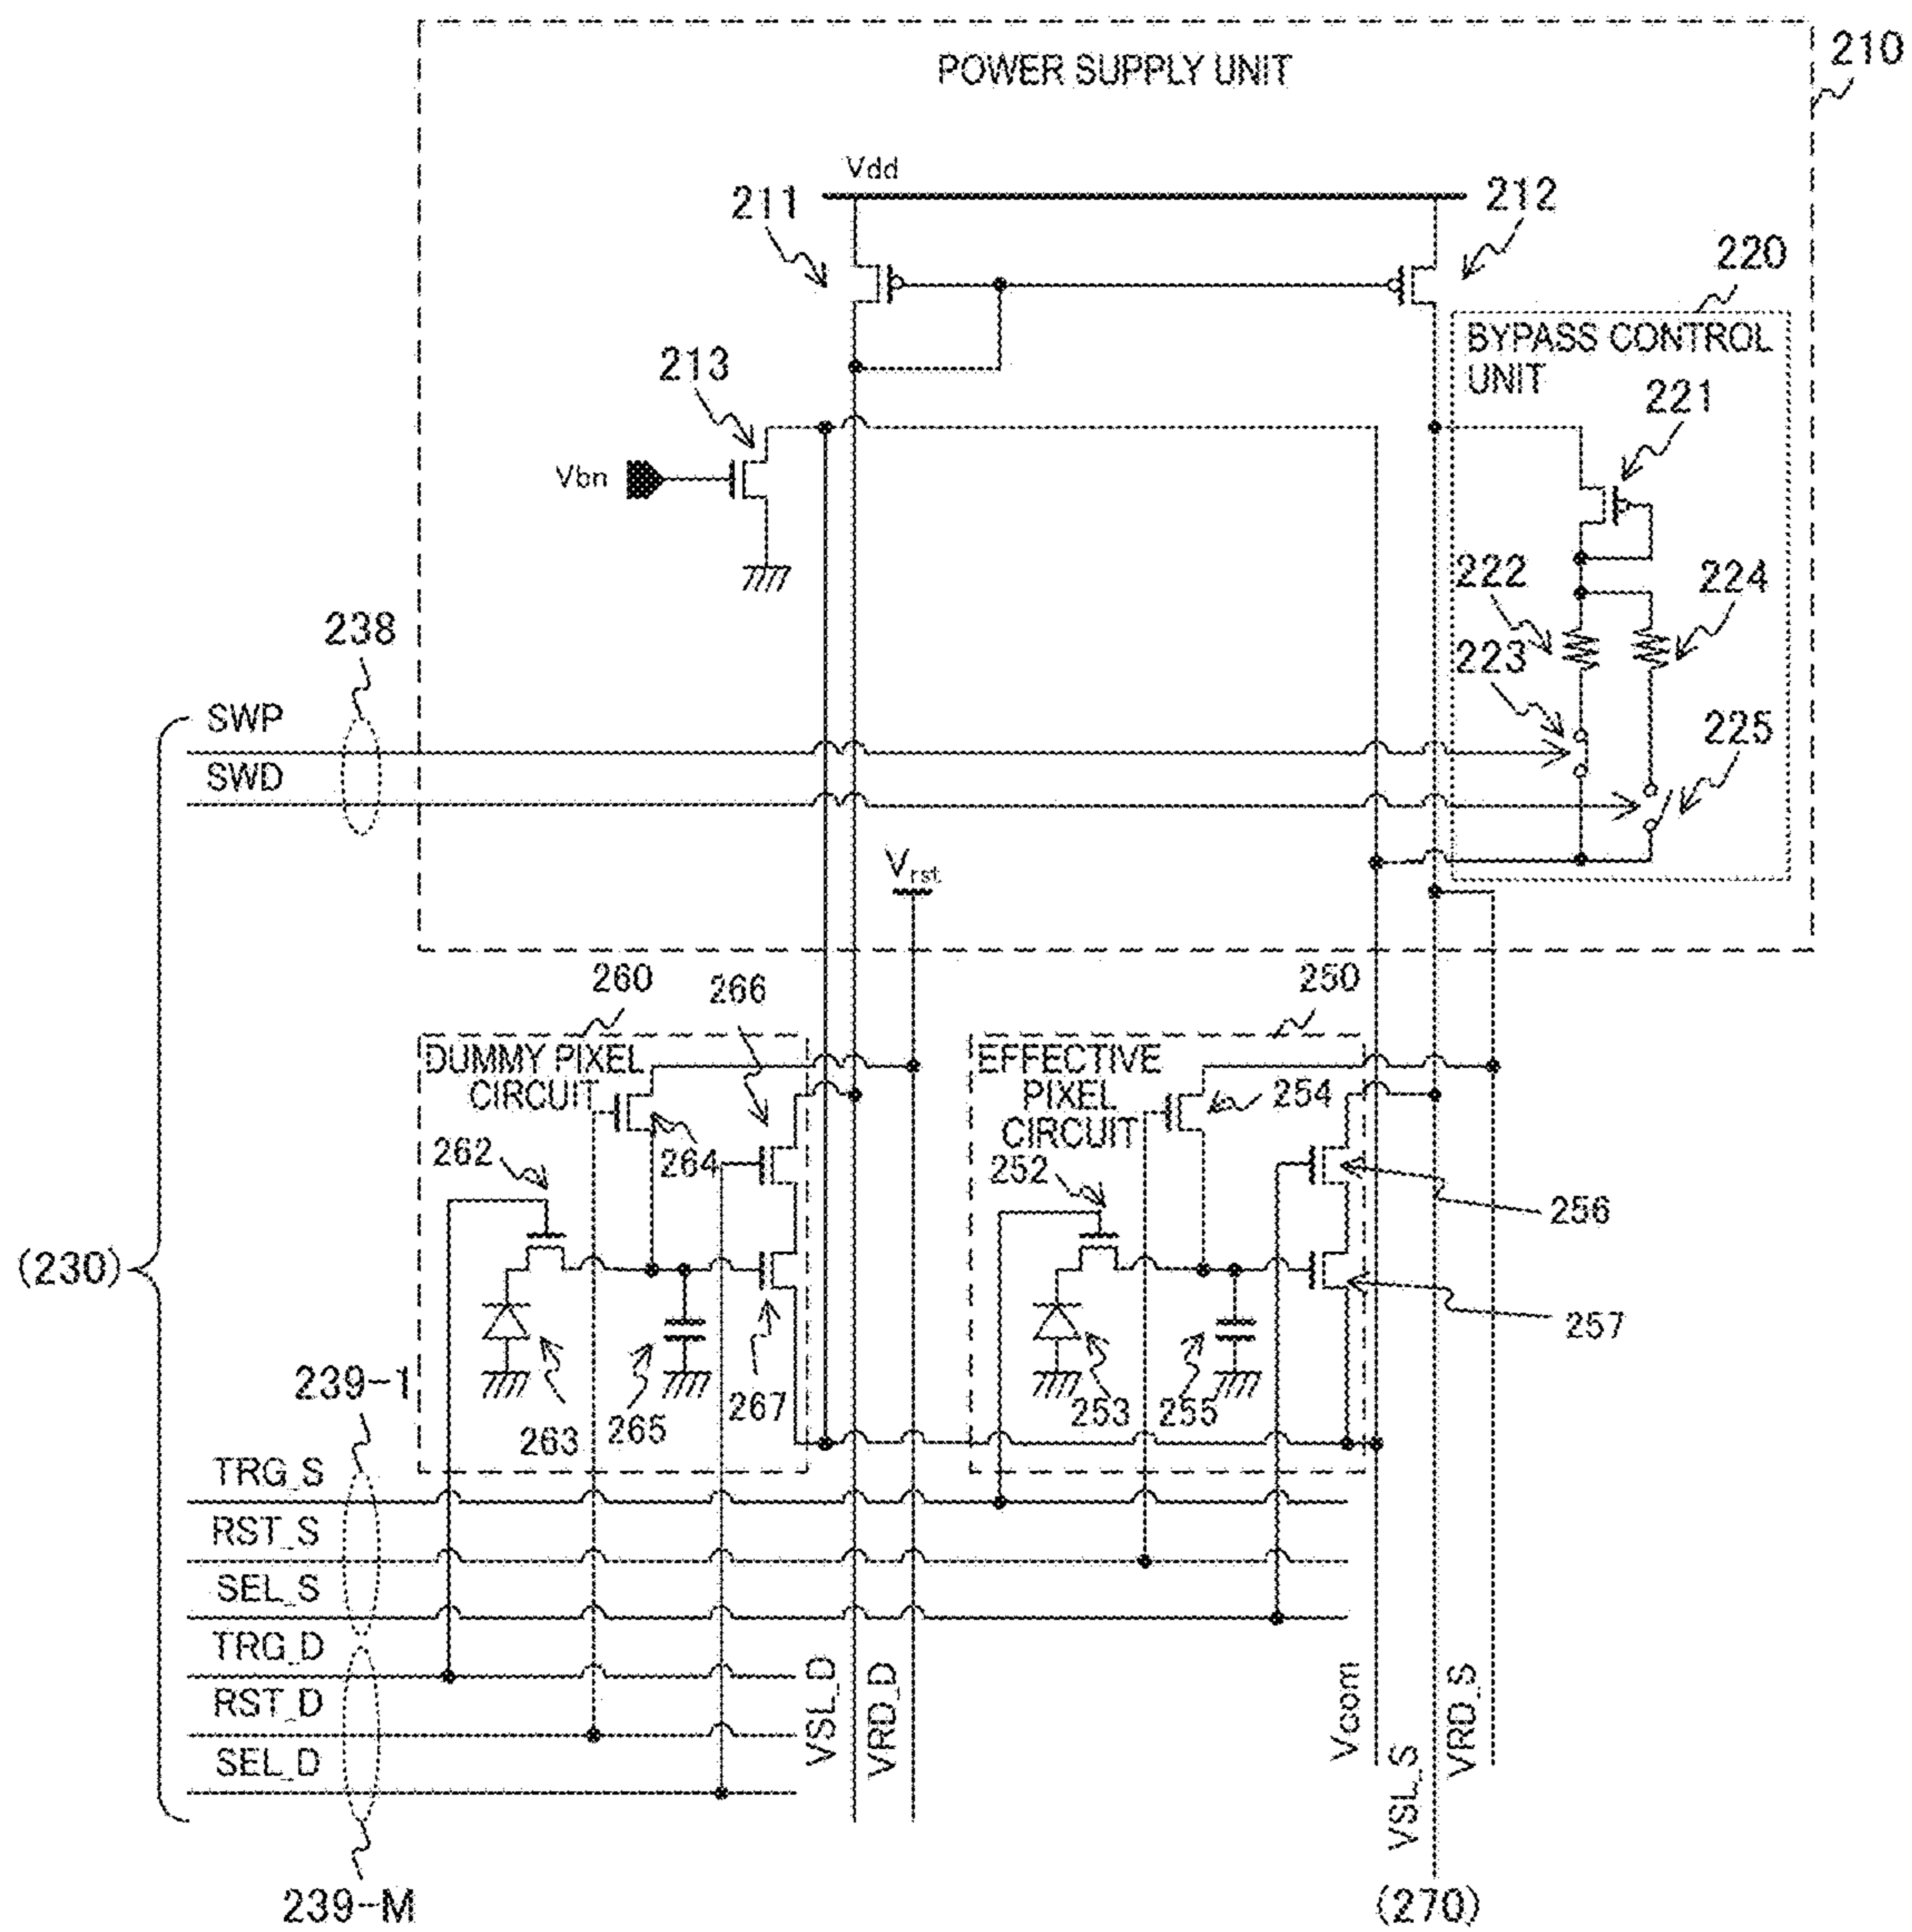 210
POWER SUPPLY UNIT
Vdd
211
212
220
BYPASS CONTROL
UNIT
213
221
Vbn
222
224
238
223
SWP
225
SWD
Vrst
260
266
250
DUMMY PIXEL
CIRCUIT
EFFECTIVE
PIXEL
CIRCUIT
254
262
264
252
256
(230)
257
239-1
263
265
267
253
255
TRG_S
RST_S
SEL_S
TRG_D
RST_D
SEL_D
VSL_D
VRD_D
Vcom
VSL_S
VRD_S
239-M
(270)